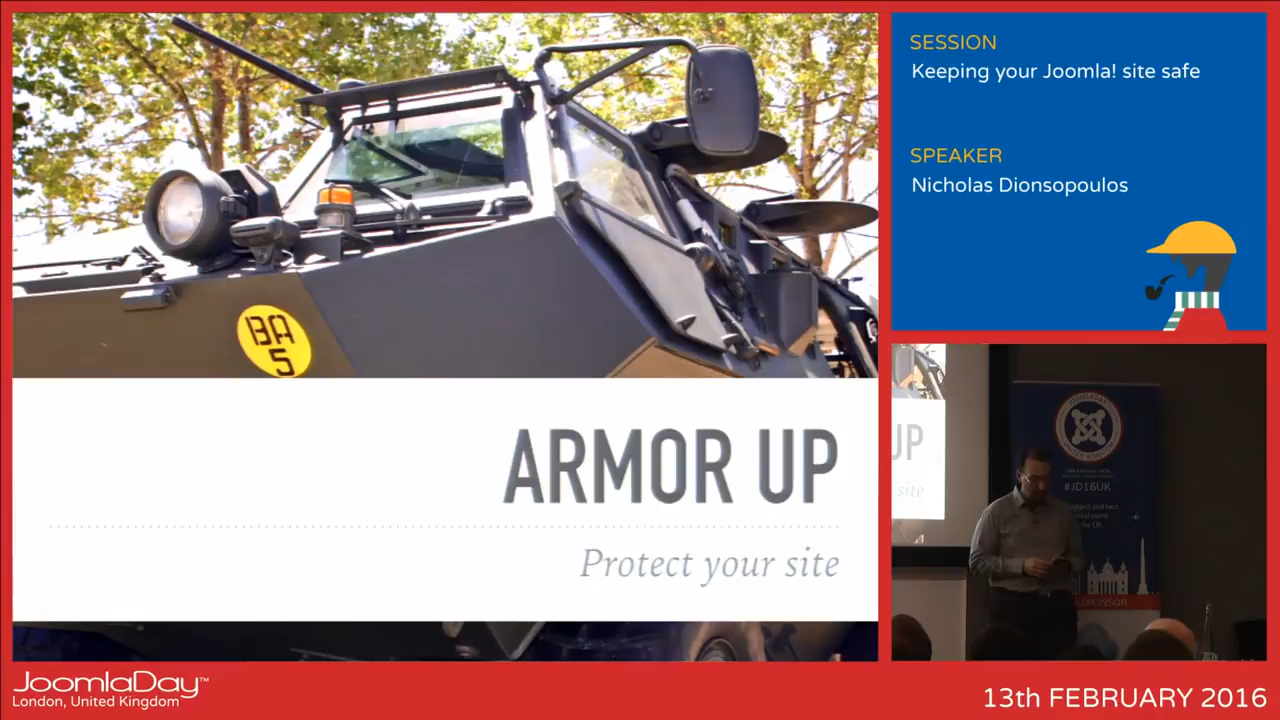 BA
5
ARMOR UP
Protect your site
SESSION
Keeping your Joomla! site safe
SPEAKER
Nicholas Dionsopoulos
UP
site
#JD16UK
SPONSOR
JoomlaDay™
London, United Kingdom
13th FEBRUARY 2016